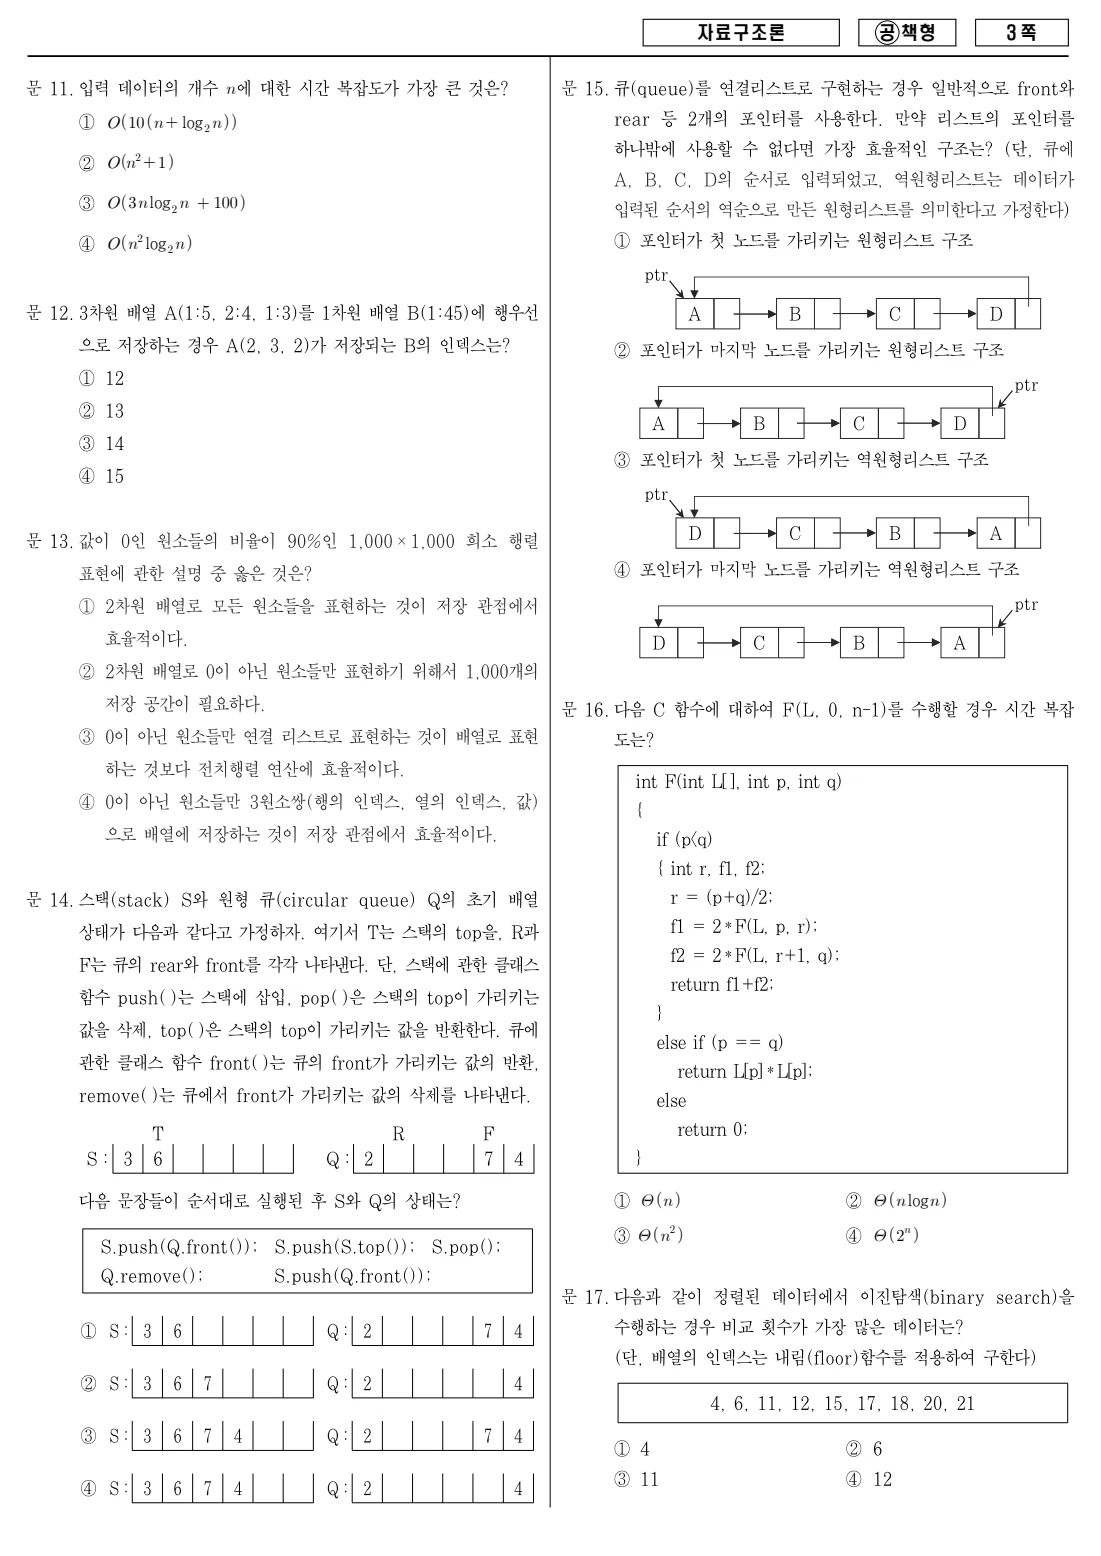 자료구조론 공책형 3쪽
문 11. 입력 데이터의 개수 n에 대한 시간 복잡도가 가장 큰 것은?
① O(10(n+log₂n))
② O(n²+1)
③ O(3nlog₂n +100)
④ O(n²log₂n)
문 12. 3차원 배열 A(1:5, 2:4, 1:3)를 1차원 배열 B(1:45)에 행우선
으로 저장하는 경우 A(2, 3, 2)가 저장되는 B의 인덱스는?
① 12
② 13
③ 14
④ 15
문 13. 값이 0인 원소들의 비율이 90%인 1,000×1,000 희소 행렬
표현에 관한 설명 중 옳은 것은?
① 2차원 배열로 모든 원소들을 표현하는 것이 저장 관점에서
효율적이다.
② 2차원 배열로 0이 아닌 원소들만 표현하기 위해서 1,000개의
저장 공간이 필요하다.
③ 0이 아닌 원소들만 연결 리스트로 표현하는 것이 배열로 표현
하는 것보다 전치행렬 연산에 효율적이다.
④ 0이 아닌 원소들만 3원소쌍(행의 인덱스, 열의 인덱스, 값)
으로 배열에 저장하는 것이 저장 관점에서 효율적이다.
문 14. 스택(stack) S와 원형 큐(circular queue) Q의 초기 배열
상태가 다음과 같다고 가정하자. 여기서 T는 스택의 top을, R과
F는 큐의 rear와 front를 각각 나타낸다. 단, 스택에 관한 클래스
함수 push( )는 스택에 삽입, pop( )은 스택의 top이 가리키는
값을 삭제, top( )은 스택의 top이 가리키는 값을 반환한다. 큐에
관한 클래스 함수 front( )는 큐의 front가 가리키는 값의 반환,
remove( )는 큐에서 front가 가리키는 값의 삭제를 나타낸다.
T R F
S: 3 6 Q: 2 7 4
다음 문장들이 순서대로 실행된 후 S와 Q의 상태는?
S.push(Q.front()); S.push(S.top()); S.pop();
Q.remove(); S.push(Q.front());
① S: 3 6 Q: 2 7 4
② S: 3 6 7 Q: 2 4
③ S: 3 6 7 4 Q: 2 7 4
④ S: 3 6 7 4 Q: 2 4
문 15. 큐(queue)를 연결리스트로 구현하는 경우 일반적으로 front와
rear 등 2개의 포인터를 사용한다. 만약 리스트의 포인터를
하나밖에 사용할 수 없다면 가장 효율적인 구조는? (단, 큐에
A, B, C, D의 순서로 입력되었고, 역원형리스트는 데이터가
입력된 순서의 역순으로 만든 원형리스트를 의미한다고 가정한다)
① 포인터가 첫 노드를 가리키는 원형리스트 구조
ptr
A B C D
② 포인터가 마지막 노드를 가리키는 원형리스트 구조
ptr
A B C D
③ 포인터가 첫 노드를 가리키는 역원형리스트 구조
ptr
D C B A
④ 포인터가 마지막 노드를 가리키는 역원형리스트 구조
ptr
D C B A
문 16. 다음 C 함수에 대하여 F(L, 0, n-1)를 수행할 경우 시간 복잡
도는?
int F(int L[ ], int p, int q)
{
if (p<q)
{ int r, f1, f2;
r = (p+q)/2;
f1 = 2*F(L, p, r);
f2 = 2*F(L, r+1, q);
return f1+f2;
}
else if (p == q)
return L[p]*L[p];
else
return 0;
}
① Θ(n) ② Θ(nlogn)
③ Θ(n²) ④ Θ(2ⁿ)
문 17. 다음과 같이 정렬된 데이터에서 이진탐색(binary search)을
수행하는 경우 비교 횟수가 가장 많은 데이터는?
(단, 배열의 인덱스는 내림(floor)함수를 적용하여 구한다)
4, 6, 11, 12, 15, 17, 18, 20, 21
① 4 ② 6
③ 11 ④ 12